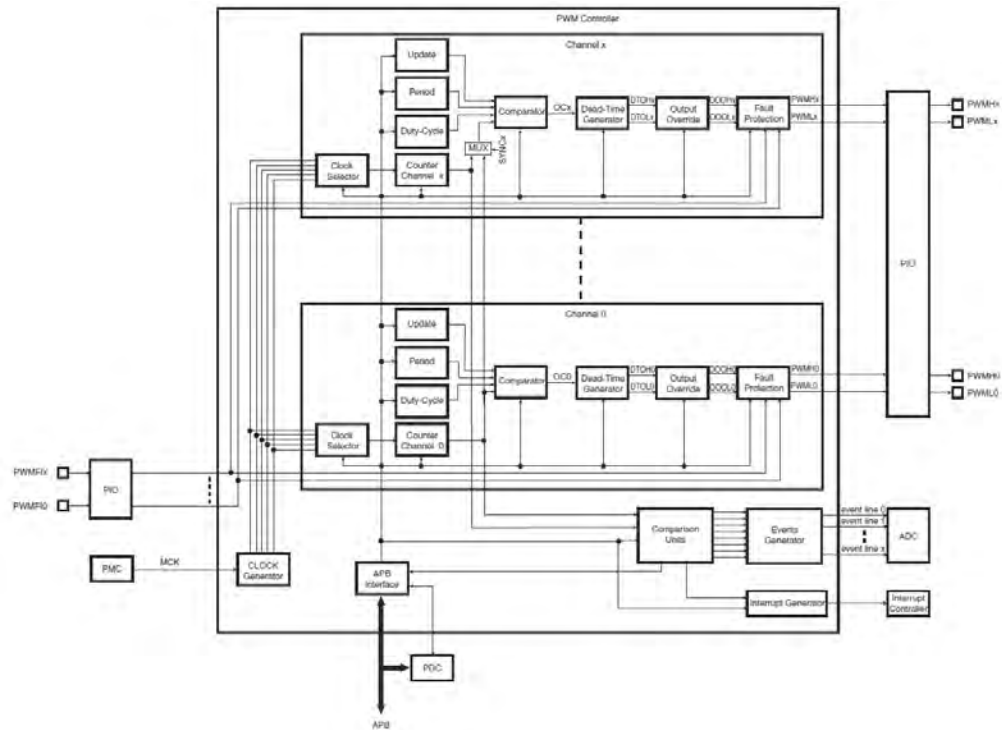 PWM Controller
Channel x
Update
Period
Duty-Cycle
MUX
SYNCx
Clock
Selector
Counter
Channel x
Comparator
OCx
Dead-Time
Generator
DTOHx
DTOLx
Output
Override
OOOHx
OOOLx
Fault
Protection
PWMHx
PWMLx
PIO
PWMHx
PWMLx
Channel 0
Update
Period
Duty-Cycle
Clock
Selector
Counter
Channel 0
Comparator
OC0
Dead-Time
Generator
DTOH0
DTOL0
Output
Override
OOOH0
OOOL0
Fault
Protection
PWMH0
PWML0
PWMH0
PWML0
PWMFIx
PWMFI0
PIO
PMC
MCK
CLOCK
Generator
APB
Interface
PDC
APB
Comparison
Units
Events
Generator
event line 0
event line 1
event line x
ADC
Interrupt Generator
Interrupt
Controller